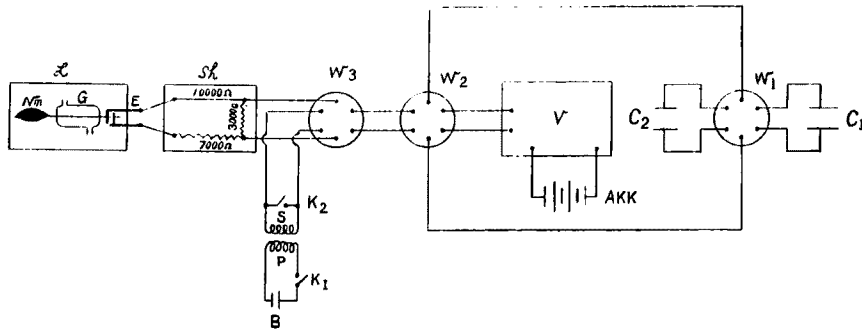 L
Nm
G
E
Sh
10000Ω
3000Ω
7000Ω
W3
W2
V
AKK
C2
W1
C1
K2
S
P
K1
B